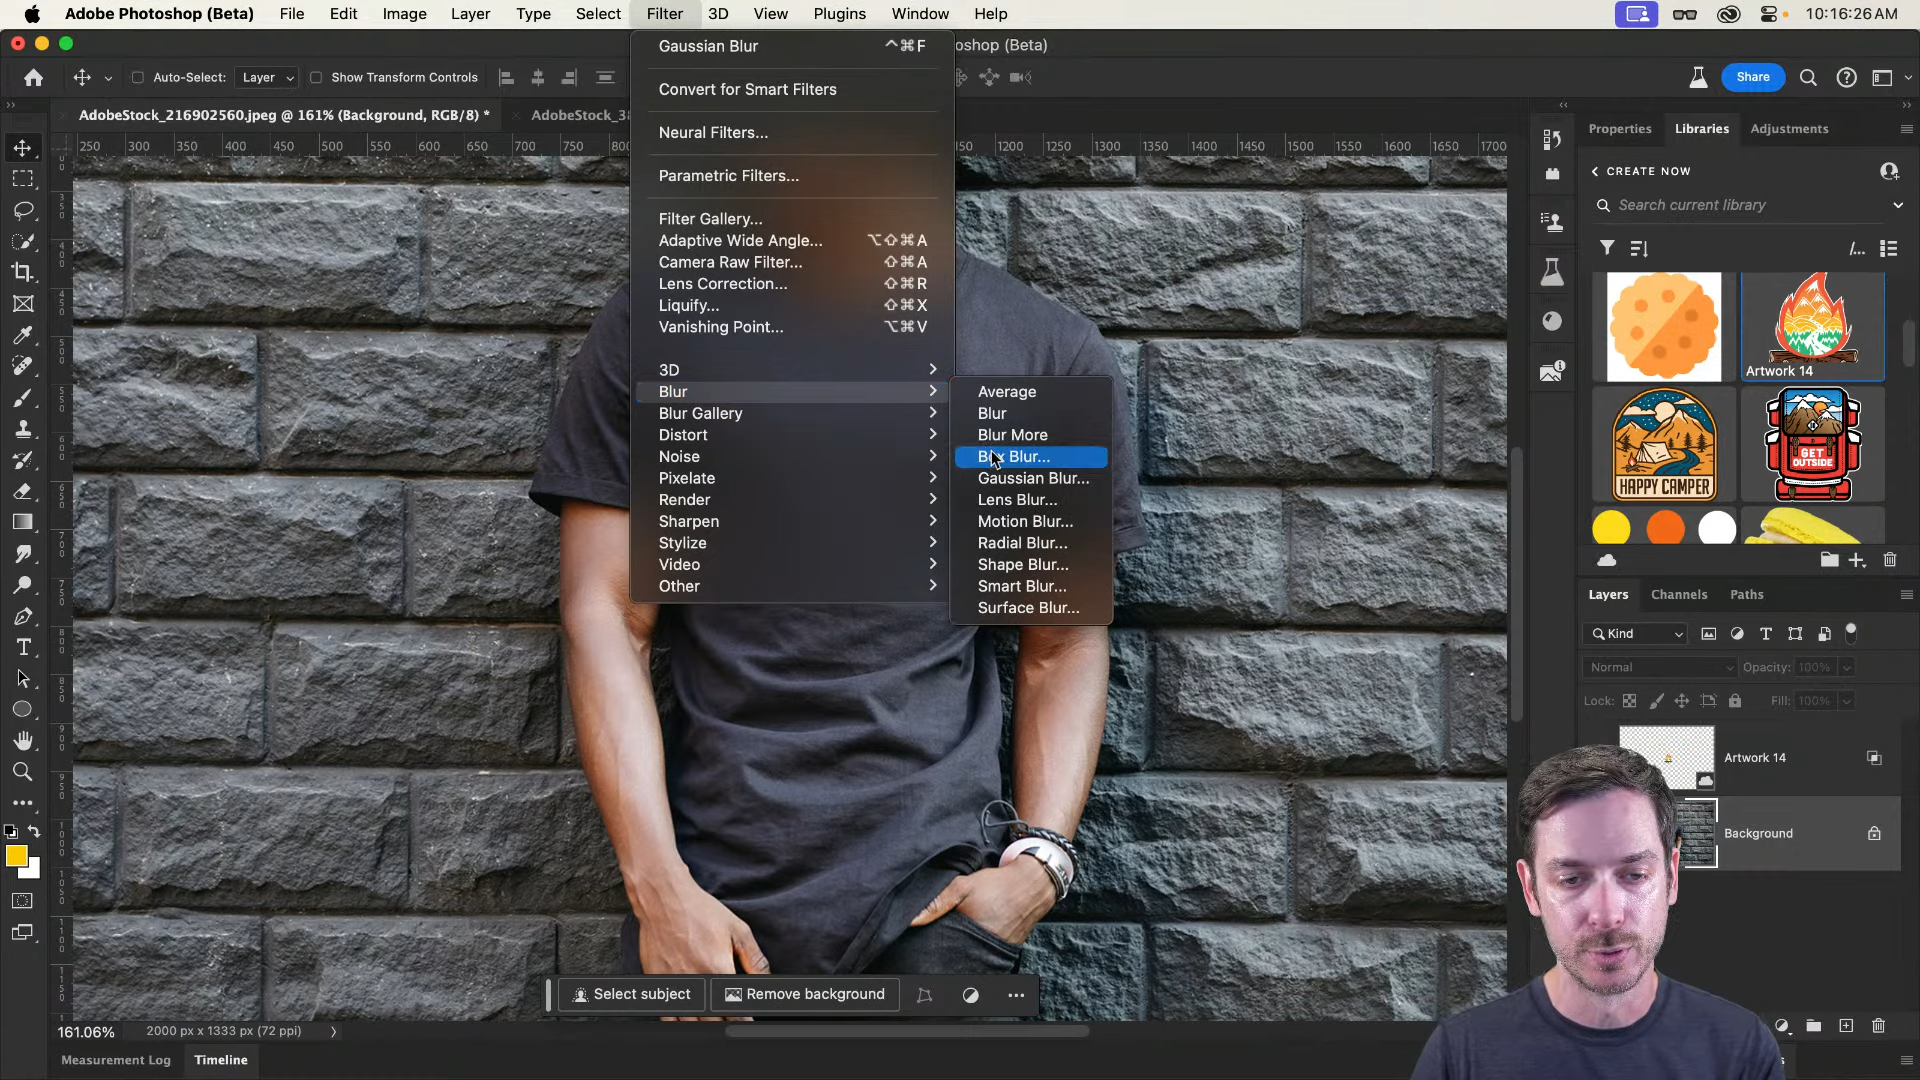 Adobe Photoshop (Beta) File Edit Image Layer Type Select Filter 3D View Plugins Window Help 10:16:26 AM
oshop (Beta)
Auto-Select: Layer Show Transform Controls Share
AdobeStock_216902560.jpeg @ 161% (Background, RGB/8) * AdobeStock_38
250 300 350 400 450 500 550 600 650 700 750 800 1200 1250 1300 1350 1400 1450 1500 1550 1600 1650 1700
Gaussian Blur ^⌘F
Convert for Smart Filters
Neural Filters...
Parametric Filters...
Filter Gallery...
Adaptive Wide Angle... ⌥⇧⌘A
Camera Raw Filter... ⇧⌘A
Lens Correction... ⇧⌘R
Liquify... ⇧⌘X
Vanishing Point... ⌥⌘V
3D
Blur
Blur Gallery
Distort
Noise
Pixelate
Render
Sharpen
Stylize
Video
Other
Average
Blur
Blur More
Box Blur...
Gaussian Blur...
Lens Blur...
Motion Blur...
Radial Blur...
Shape Blur...
Smart Blur...
Surface Blur...
Properties Libraries Adjustments
CREATE NOW
Search current library
Artwork 14
HAPPY CAMPER
GET
OUTSIDE
Layers Channels Paths
Kind
Normal Opacity: 100%
Lock: Fill: 100%
Artwork 14
Background
Select subject Remove background
161.06% 2000 px x 1333 px (72 ppi)
Measurement Log Timeline